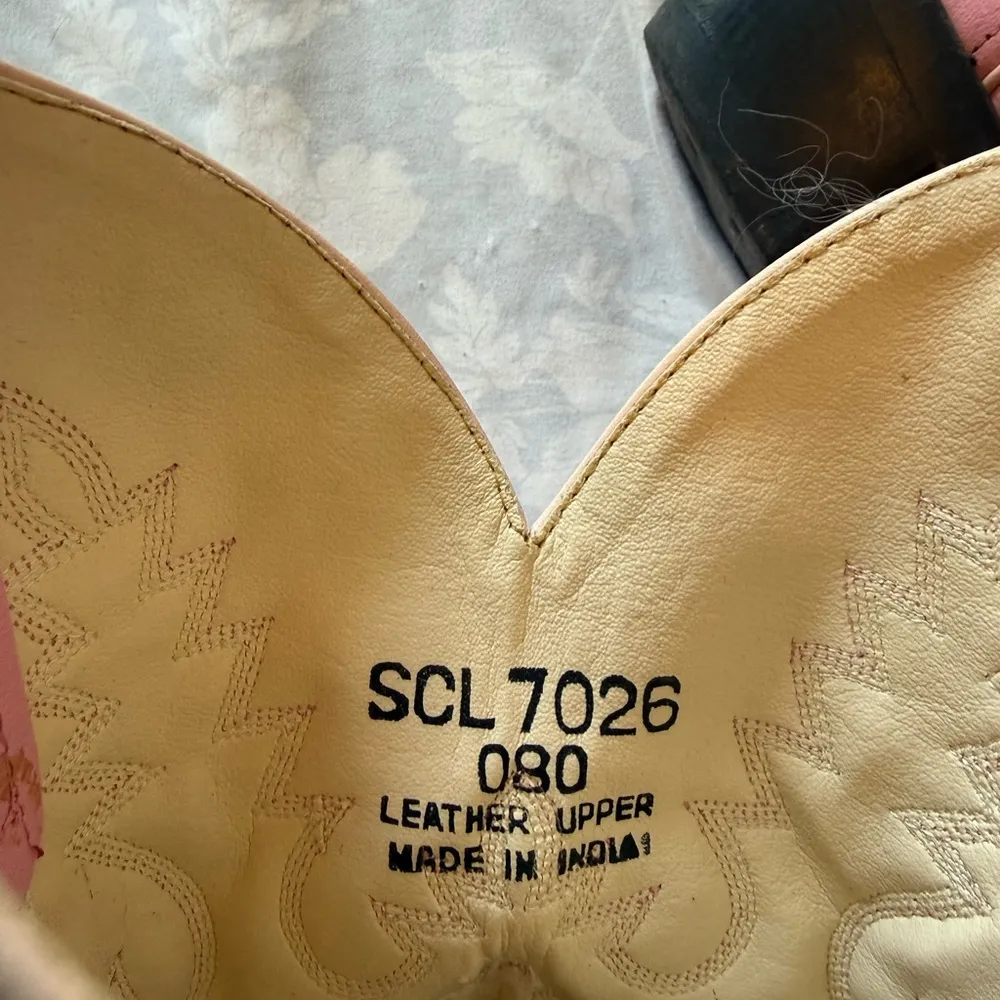 SCL 7026
080
LEATHER UPPER
MADE IN INDIA